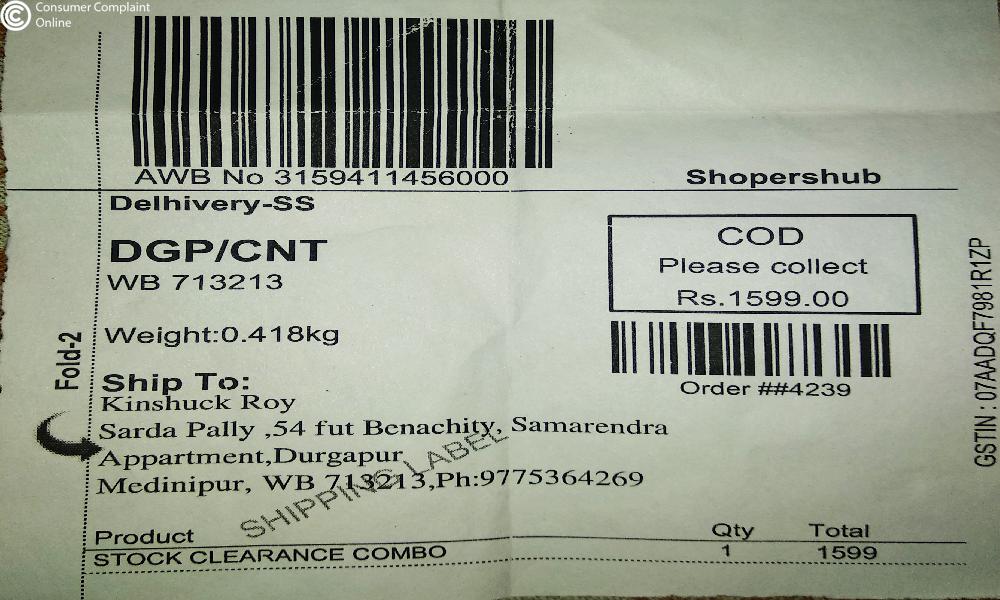 Consumer Complaint
Online
AWB No 3159411456000
Shopershub
Delhivery-SS
DGP/CNT
WB 713213
COD
Please collect
Rs.1599.00
Weight:0.418kg
Order ##4239
Fold-2
GSTIN : 07AADQF7981R1ZP
Ship To:
Kinshuck Roy
Sarda Pally ,54 fut Benachity, Samarendra
Appartment,Durgapur
Medinipur, WB 713213,Ph:9775364269
SHIPPING LABEL
Product Qty Total
STOCK CLEARANCE COMBO 1 1599